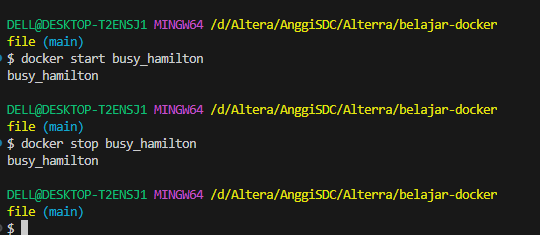 DELL@DESKTOP-T2ENSJ1 MINGW64 /d/Altera/AnggiSDC/Alterra/belajar-docker
file (main)
$ docker start busy_hamilton
busy_hamilton
DELL@DESKTOP-T2ENSJ1 MINGW64 /d/Altera/AnggiSDC/Alterra/belajar-docker
file (main)
$ docker stop busy_hamilton
busy_hamilton
DELL@DESKTOP-T2ENSJ1 MINGW64 /d/Altera/AnggiSDC/Alterra/belajar-docker
file (main)
$